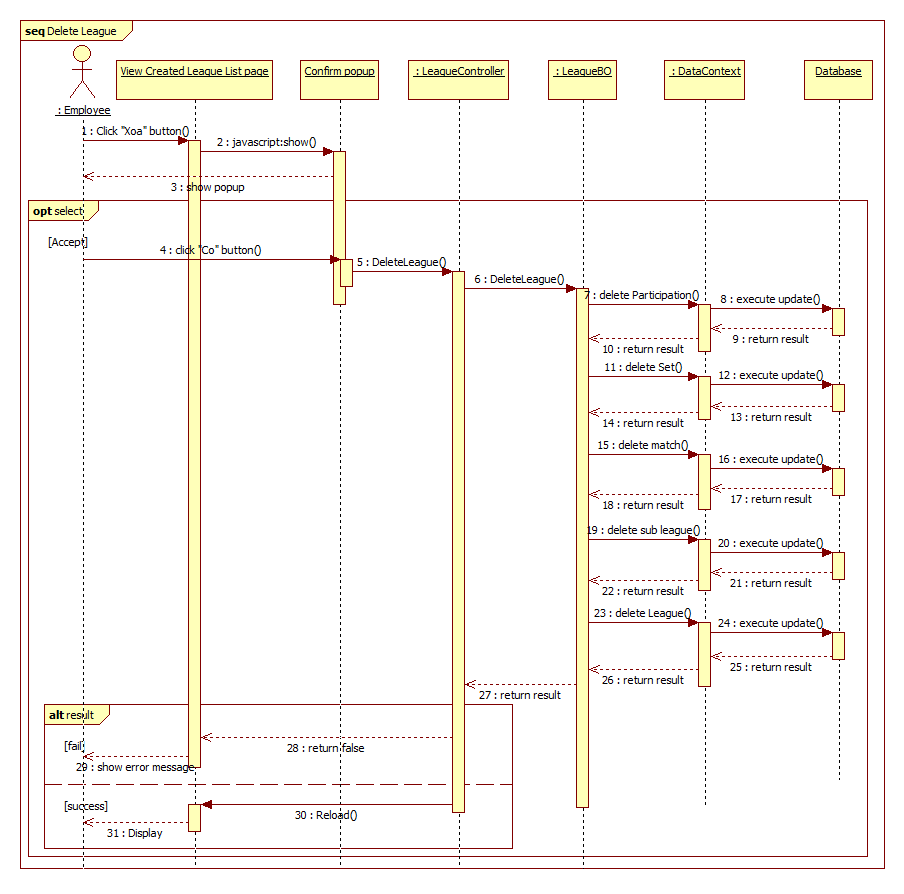 seq Delete League
: Employee
View Created League List page
Confirm popup
: LeagueController
: LeagueBO
: DataContext
Database
1 : Click "Xoa" button()
2 : javascript:show()
3 : show popup
opt select
[Accept]
4 : click "Co" button()
5 : DeleteLeague()
6 : DeleteLeague()
7 : delete Participation()
8 : execute update()
9 : return result
10 : return result
11 : delete Set()
12 : execute update()
13 : return result
14 : return result
15 : delete match()
16 : execute update()
17 : return result
18 : return result
19 : delete sub league()
20 : execute update()
21 : return result
22 : return result
23 : delete League()
24 : execute update()
25 : return result
26 : return result
27 : return result
alt result
[fail]
28 : return false
29 : show error message
[success]
30 : Reload()
31 : Display